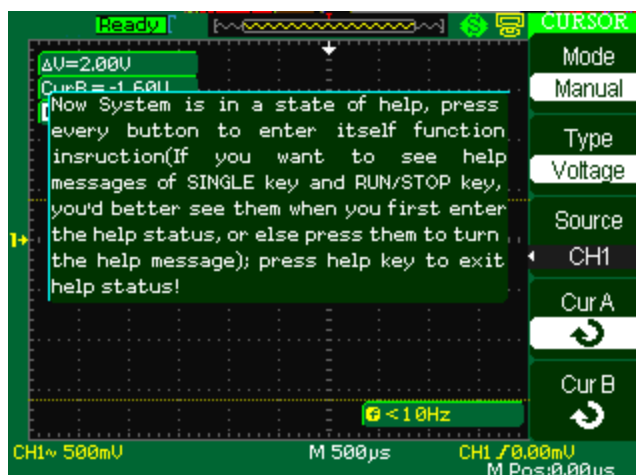 Ready
CURSOR
ΔV=2.00V
CurB=-1.60V
Now System is in a state of help, press
every button to enter itself function
insruction(If you want to see help
messages of SINGLE key and RUN/STOP key,
you'd better see them when you first enter
the help status, or else press them to turn
the help message); press help key to exit
help status!
Mode
Manual
Type
Voltage
Source
CH1
CurA
CurB
1
<10Hz
CH1~ 500mV
M 500µs
CH1 0.00mV
M Pos:0.00µs